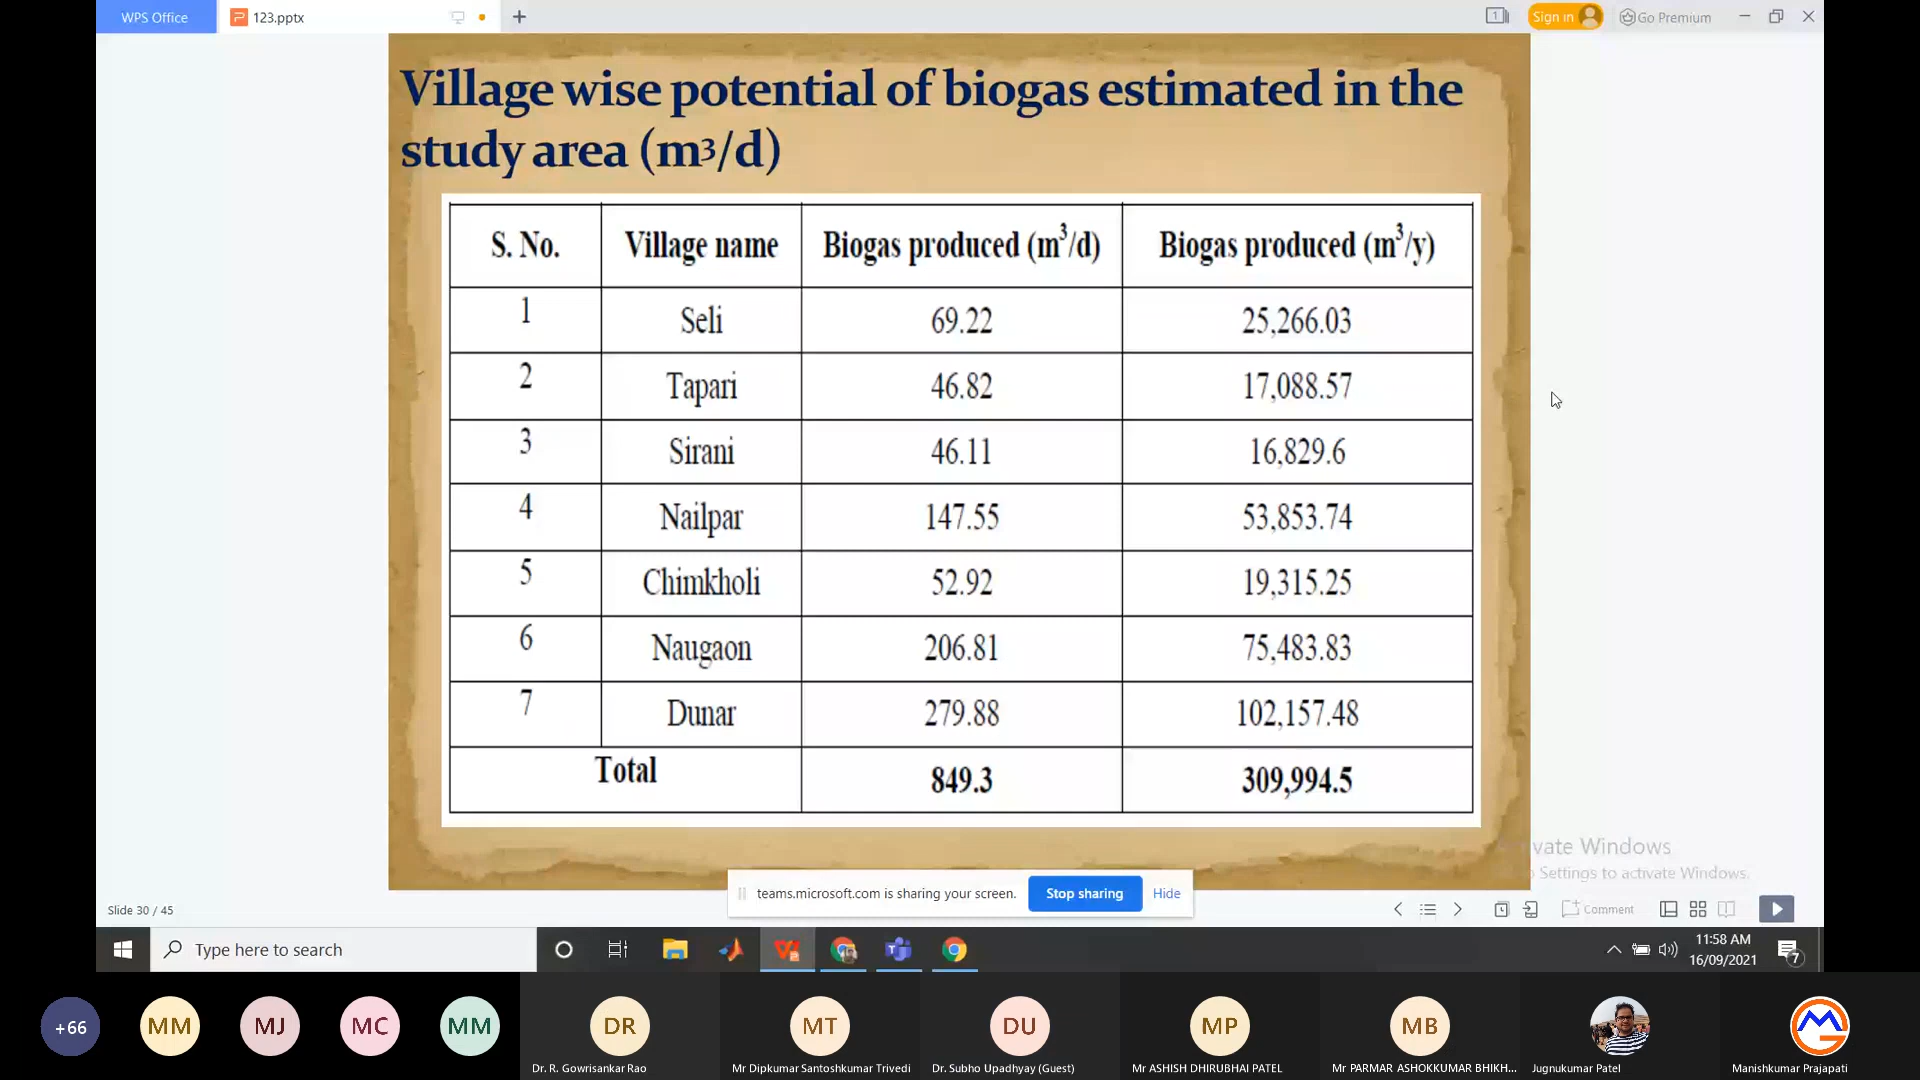 WPS Office
123.pptx
1
Sign in
Go Premium
Village wise potential of biogas estimated in the
study area (m3/d)
S. No. Village name Biogas produced (m³/d) Biogas produced (m³/y)
1 Seli 69.22 25,266.03
2 Tapari 46.82 17,088.57
3 Sirani 46.11 16,829.6
4 Nailpar 147.55 53,853.74
5 Chimkholi 52.92 19,315.25
6 Naugaon 206.81 75,483.83
7 Dunar 279.88 102,157.48
Total 849.3 309,994.5
vate Windows
Settings to activate Windows.
teams.microsoft.com is sharing your screen. Stop sharing Hide
Slide 30 / 45
Comment
Type here to search
11:58 AM
16/09/2021
7
+66 MM MJ MC MM DR MT DU MP MB
Dr. R. Gowrisankar Rao Mr Dipkumar Santoshkumar Trivedi Dr. Subho Upadhyay (Guest) Mr ASHISH DHIRUBHAI PATEL Mr PARMAR ASHOKKUMAR BHIKH... Jugnukumar Patel Manishkumar Prajapati